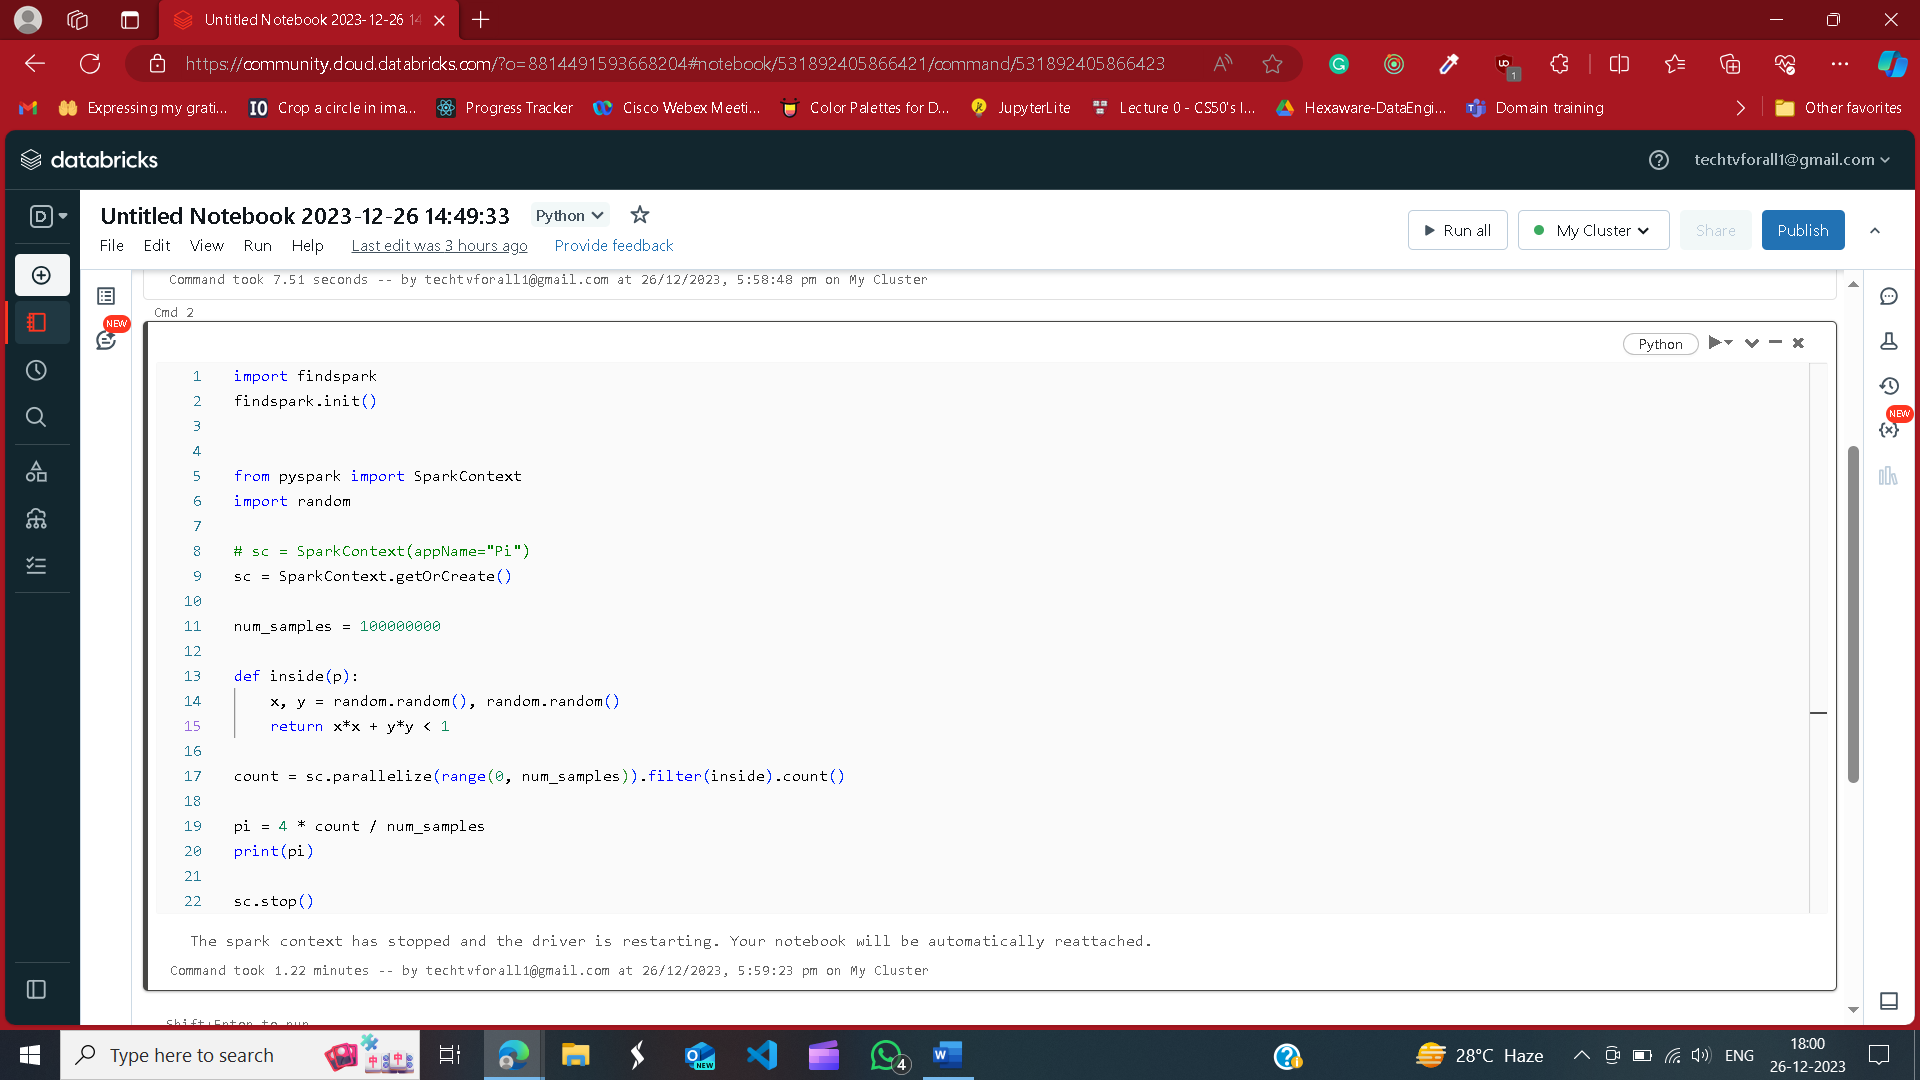 Untitled Notebook 2023-12-26 14
https://community.cloud.databricks.com/?o=8814491593668204#notebook/531892405866421/command/531892405866423
1
Expressing my grati...
IO
Crop a circle in ima...
Progress Tracker
Cisco Webex Meeti...
Color Palettes for D...
JupyterLite
Lecture 0 - CS50's I...
Hexaware-DataEngi...
Domain training
Other favorites
databricks
techtvforall1@gmail.com
D
Untitled Notebook 2023-12-26 14:49:33
Python
File Edit View Run Help Last edit was 3 hours ago Provide feedback
Run all
My Cluster
Share
Publish
Command took 7.51 seconds -- by techtvforall1@gmail.com at 26/12/2023, 5:58:48 pm on My Cluster
Cmd 2
NEW
NEW
Python
1 import findspark
2 findspark.init()
3
4
5 from pyspark import SparkContext
6 import random
7
8 # sc = SparkContext(appName="Pi")
9 sc = SparkContext.getOrCreate()
10
11 num_samples = 100000000
12
13 def inside(p):
14 x, y = random.random(), random.random()
15 return x*x + y*y < 1
16
17 count = sc.parallelize(range(0, num_samples)).filter(inside).count()
18
19 pi = 4 * count / num_samples
20 print(pi)
21
22 sc.stop()
The spark context has stopped and the driver is restarting. Your notebook will be automatically reattached.
Command took 1.22 minutes -- by techtvforall1@gmail.com at 26/12/2023, 5:59:23 pm on My Cluster
Shift+Enter to run
Type here to search
NEW
4
28°C Haze
ENG
18:00
26-12-2023